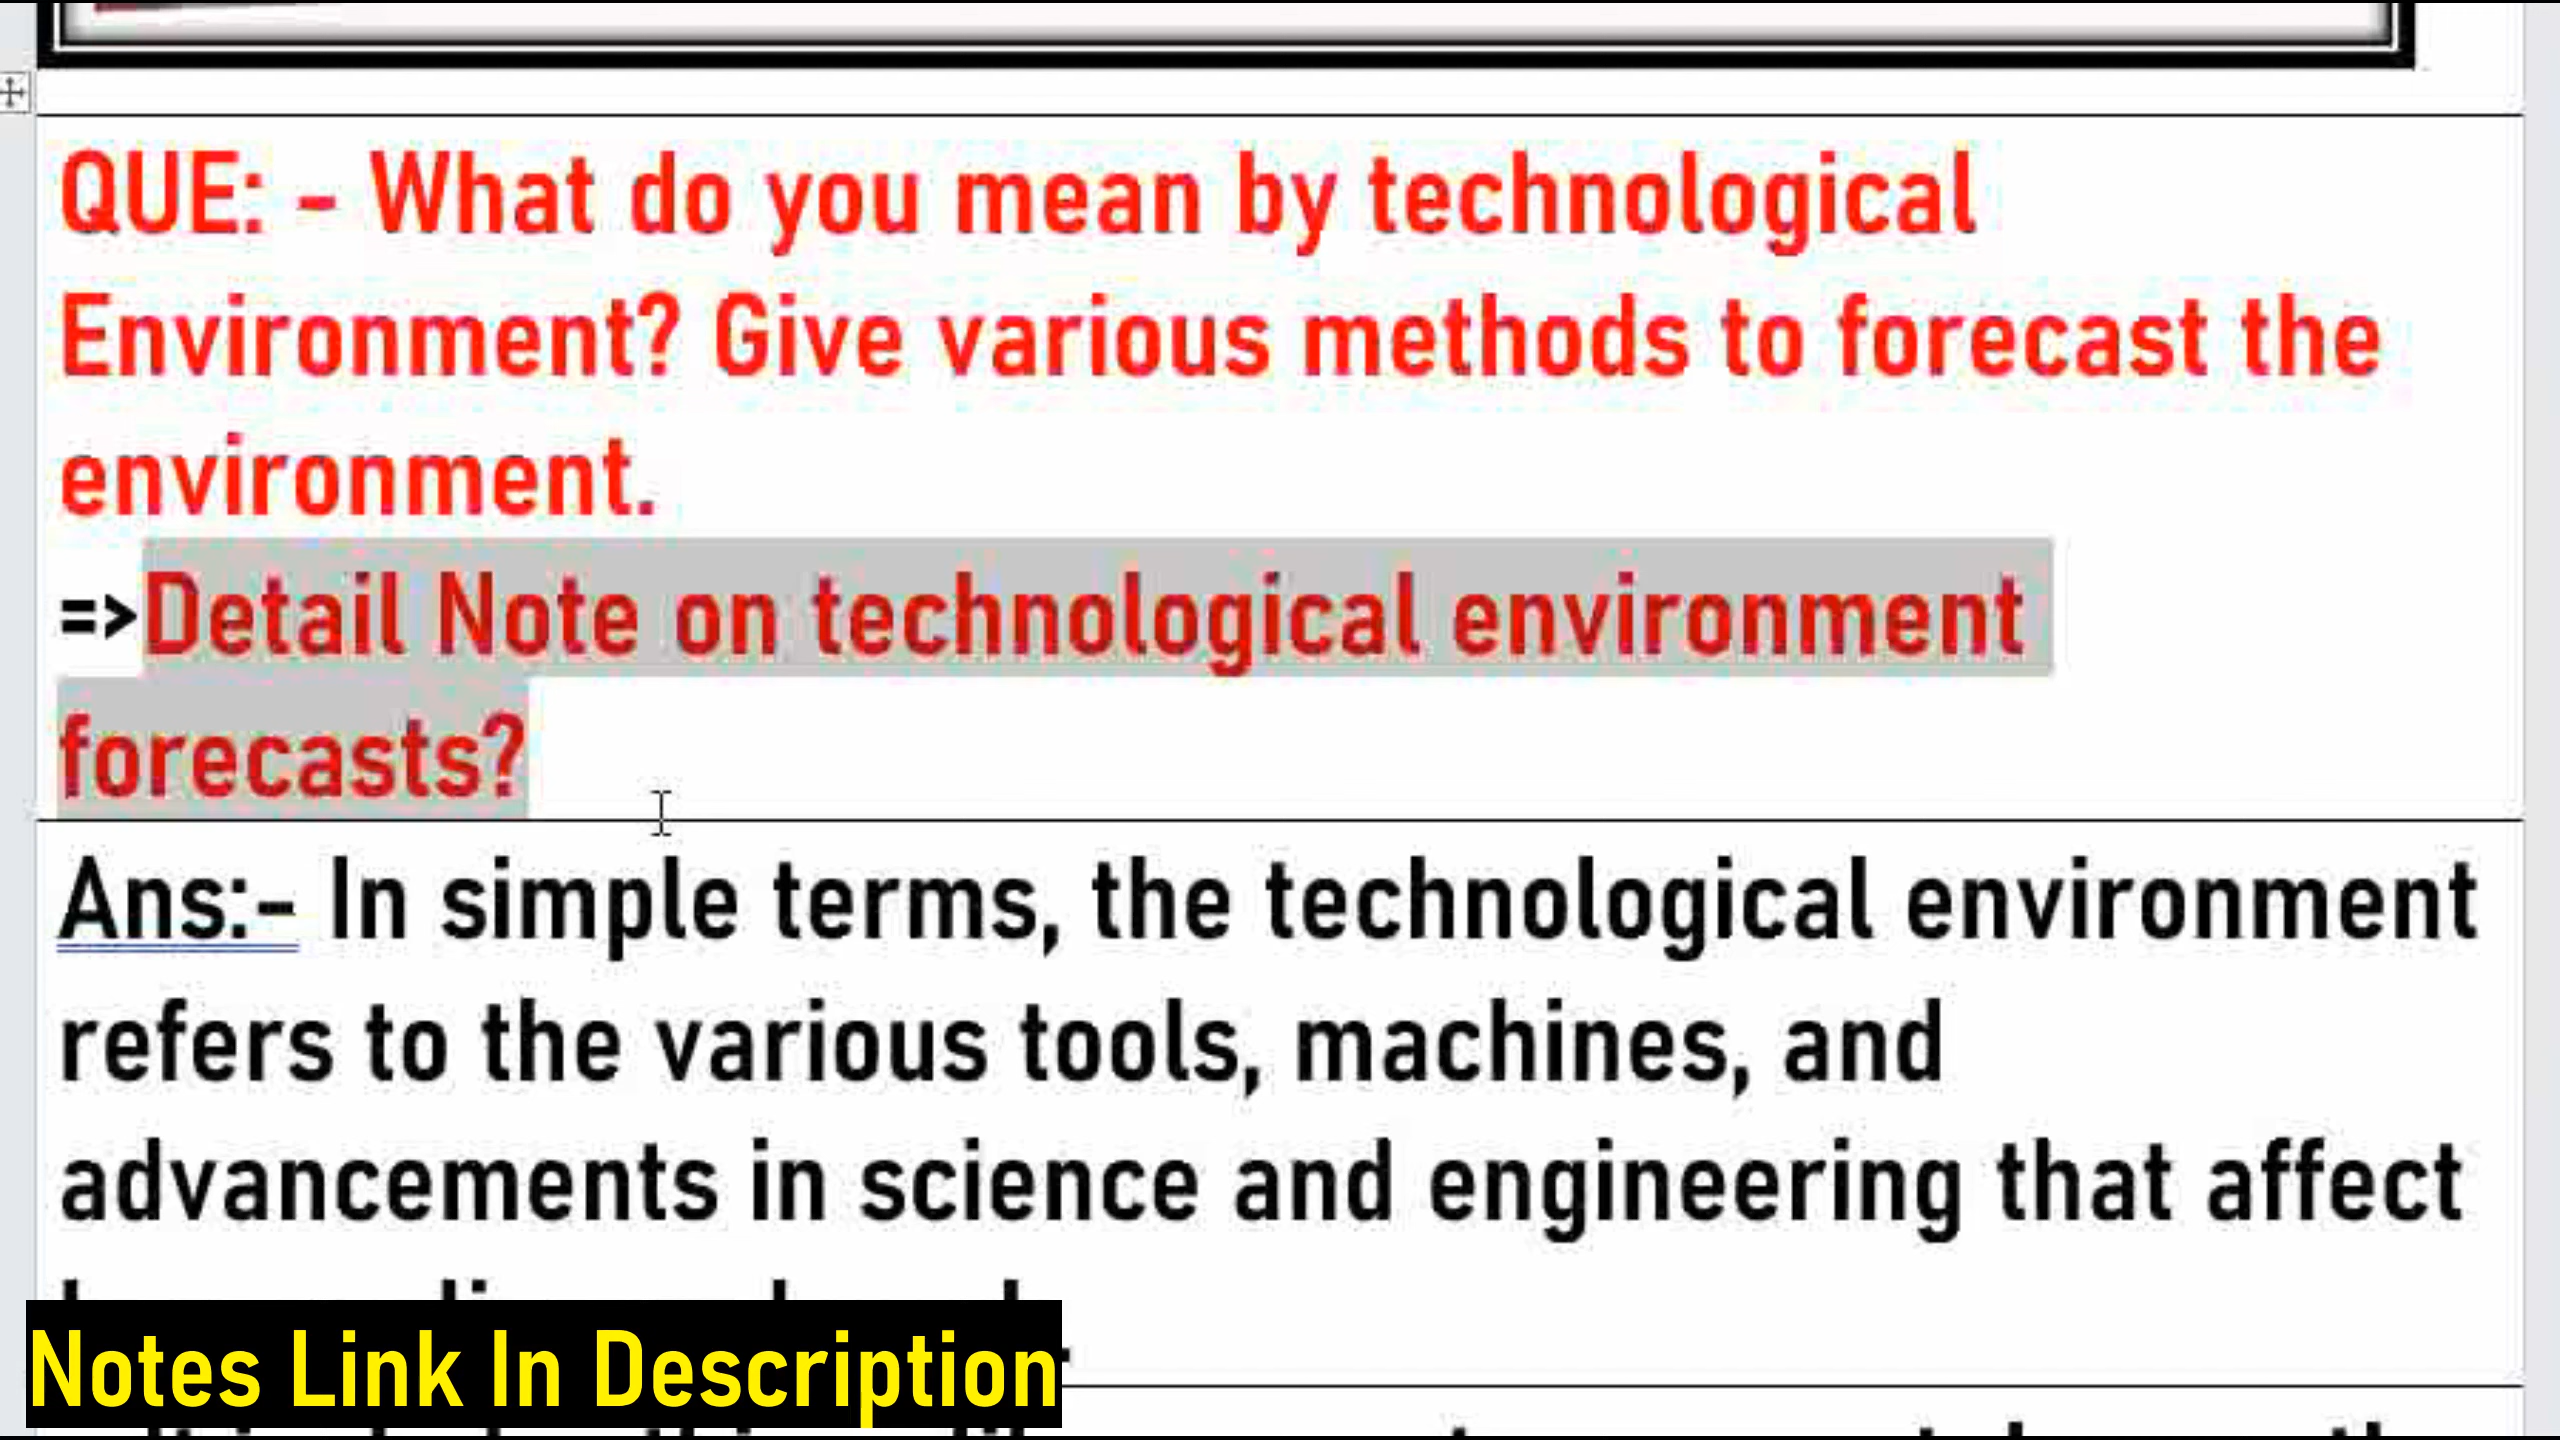 QUE: - What do you mean by technological
Environment? Give various methods to forecast the
environment.
=>Detail Note on technological environment
forecasts?
Ans:- In simple terms, the technological environment
refers to the various tools, machines, and
advancements in science and engineering that affect
Notes Link In Description